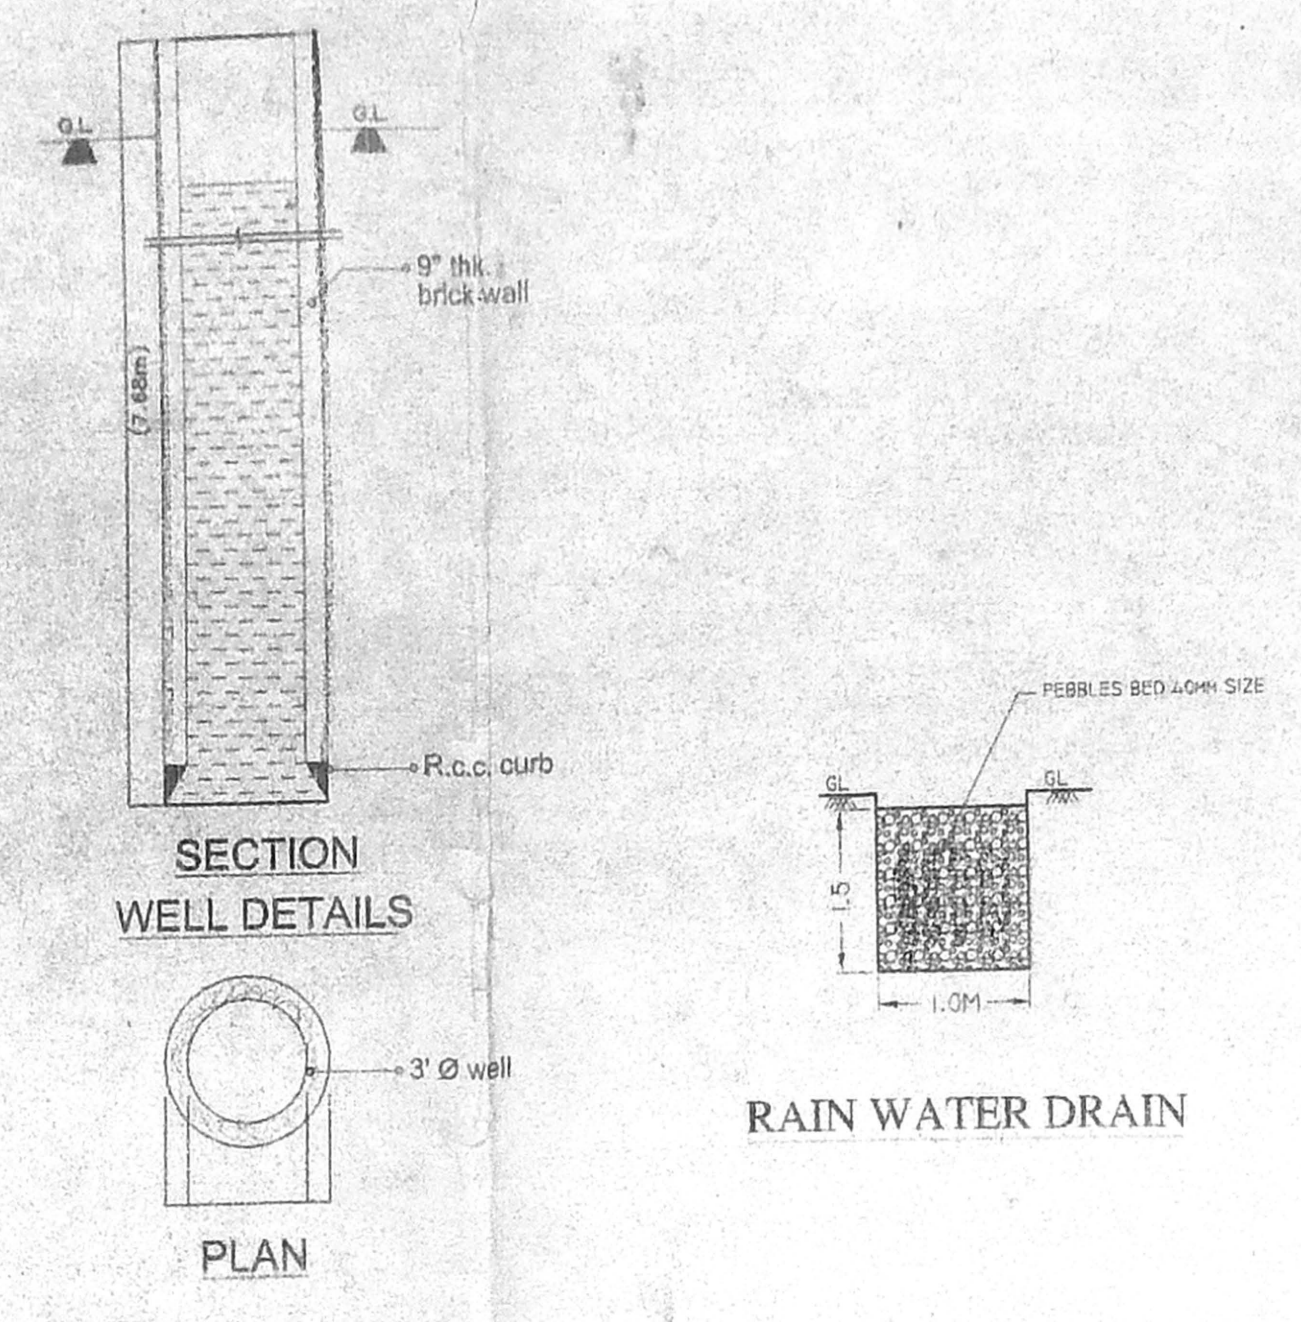 G.L
G.L
9" thk.
brick wall
(7.68m)
R.c.c. curb
SECTION
WELL DETAILS
3' Ø well
PLAN
PEBBLES BED 40MM SIZE
GL
GL
1.5
1.0M
RAIN WATER DRAIN